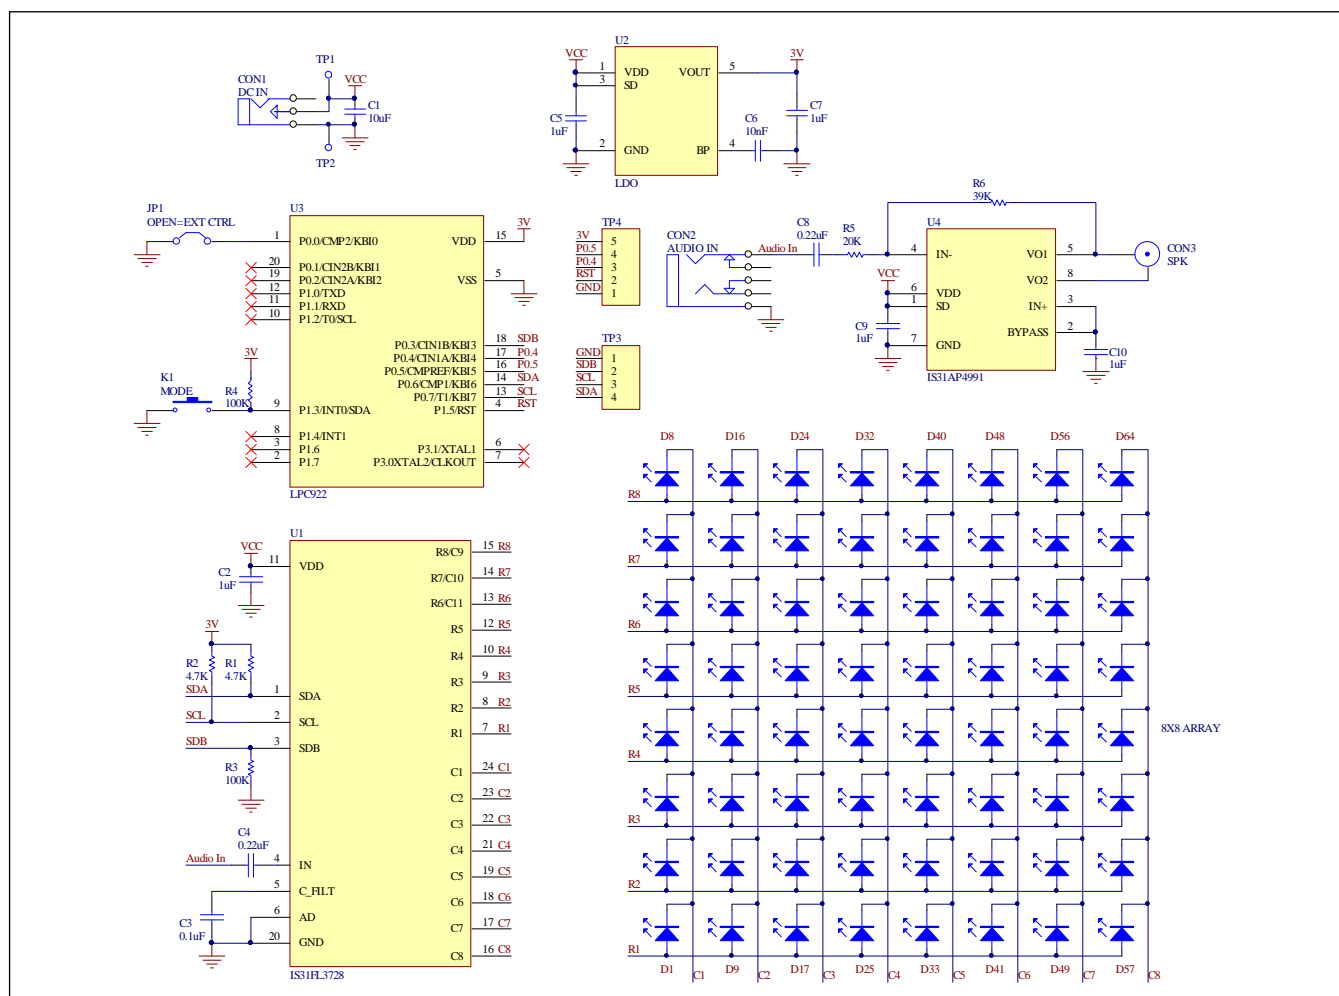 TP1
CON1
DC IN
VCC
C1
10uF
TP2
U2
VCC
1
3
2
VDD
SD
GND
VOUT
BP
5
4
3V
C5
1uF
C6
10nF
C7
1uF
LDO
JP1
OPEN=EXT CTRL
U3
1 P0.0/CMP2/KBI0
20 P0.1/CIN2B/KBI1
19 P0.2/CIN2A/KBI2
12 P1.0/TXD
11 P1.1/RXD
10 P1.2/T0/SCL
3V
K1
MODE
R4
100K
9 P1.3/INT0/SDA
8 P1.4/INT1
3 P1.6
2 P1.7
VDD 15 3V
VSS 5
P0.3/CIN1B/KBI3 18 SDB
P0.4/CIN1A/KBI4 17 P0.4
P0.5/CMPREF/KBI5 16 P0.5
P0.6/CMP1/KBI6 14 SDA
P0.7/T1/KBI7 13 SCL
P1.5/RST 4 RST
P3.1/XTAL1 6
P3.0XTAL2/CLKOUT 7
LPC922
TP4
3V 5
P0.5 4
P0.4 3
RST 2
GND 1
TP3
GND 1
SDB 2
SCL 3
SDA 4
CON2
AUDIO IN
Audio In
C8
0.22uF
R5
20K
R6
39K
U4
4 IN-
VCC
6 VDD
1 SD
7 GND
C9
1uF
VO1 5
VO2 8
IN+ 3
BYPASS 2
CON3
SPK
C10
1uF
IS31AP4991
U1
VCC
C2
1uF
11 VDD
3V
R2
4.7K
R1
4.7K
SDA 1 SDA
SCL 2 SCL
SDB 3 SDB
R3
100K
C4
0.22uF
Audio In 4 IN
5 C_FILT
C3
0.1uF
6 AD
20 GND
R8/C9 15 R8
R7/C10 14 R7
R6/C11 13 R6
R5 12 R5
R4 10 R4
R3 9 R3
R2 8 R2
R1 7 R1
C1 24 C1
C2 23 C2
C3 22 C3
C4 21 C4
C5 19 C5
C6 18 C6
C7 17 C7
C8 16 C8
IS31FL3728
D8 D16 D24 D32 D40 D48 D56 D64
R8
R7
R6
R5
R4
8X8 ARRAY
R3
R2
R1
D1 C1 D9 C2 D17 C3 D25 C4 D33 C5 D41 C6 D49 C7 D57 C8